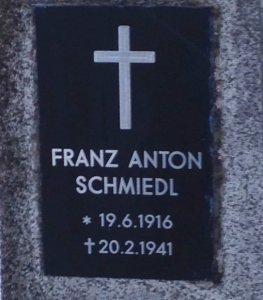 FRANZ ANTON
SCHMIEDL
* 19.6.1916
† 20.2.1941